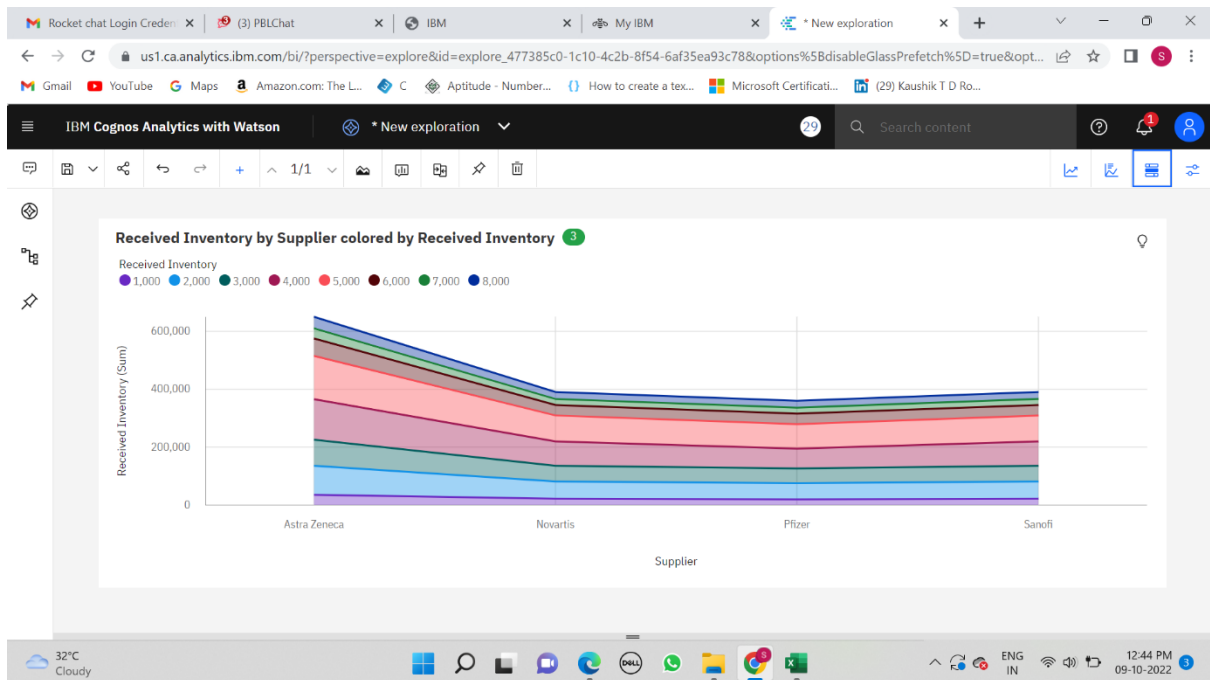 Rocket chat Login Creden
(3) PBLChat
IBM
My IBM
* New exploration
us1.ca.analytics.ibm.com/bi/?perspective=explore&id=explore_477385c0-1c10-4c2b-8f54-6af35ea93c78&options%5BdisableGlassPrefetch%5D=true&opt...
S
Gmail
YouTube
Maps
Amazon.com: The L...
C
Aptitude - Number...
How to create a tex...
Microsoft Certificati...
(29) Kaushik T D Ro...
IBM Cognos Analytics with Watson
* New exploration
29
Search content
1
1/1
Received Inventory by Supplier colored by Received Inventory 3
Received Inventory
1,000 2,000 3,000 4,000 5,000 6,000 7,000 8,000
Received Inventory (Sum)
600,000
400,000
200,000
0
Astra Zeneca Novartis Pfizer Sanofi
Supplier
32°C
Cloudy
DELL
S
ENG
IN
12:44 PM
09-10-2022
3